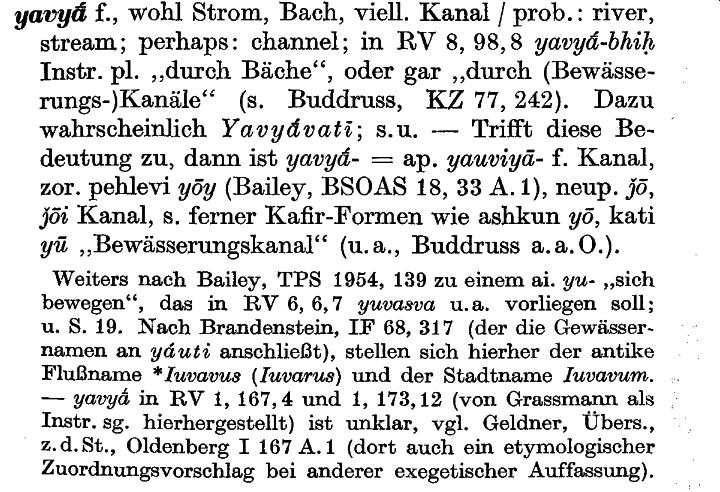 yavyā́ f., wohl Strom, Bach, viell. Kanal / prob.: river,
stream; perhaps: channel; in RV 8, 98, 8 yavyā́-bhiḥ
Instr. pl. „durch Bäche“, oder gar „durch (Bewässe-
rungs-)Kanäle“ (s. Buddruss, KZ 77, 242). Dazu
wahrscheinlich Yavyā́vatī; s.u. — Trifft diese Be-
deutung zu, dann ist yavyā́- = ap. yauviyā- f. Kanal,
zor. pehlevi yōy (Bailey, BSOAS 18, 33 A. 1), neup. ǰō,
ǰōi Kanal, s. ferner Kafir-Formen wie ashkun yō, kati
yū „Bewässerungskanal“ (u. a., Buddruss a. a. O.).
Weiters nach Bailey, TPS 1954, 139 zu einem ai. yu- „sich
bewegen“, das in RV 6, 6, 7 yuvasva u. a. vorliegen soll;
u. S. 19. Nach Brandenstein, IF 68, 317 (der die Gewässer-
namen an yáuti anschließt), stellen sich hierher der antike
Flußname *Iuvavus (Iuvarus) und der Stadtname Iuvavum.
— yavyā́ in RV 1, 167, 4 und 1, 173, 12 (von Grassmann als
Instr. sg. hierhergestellt) ist unklar, vgl. Geldner, Übers.,
z. d. St., Oldenberg I 167 A. 1 (dort auch ein etymologischer
Zuordnungsvorschlag bei anderer exegetischer Auffassung).